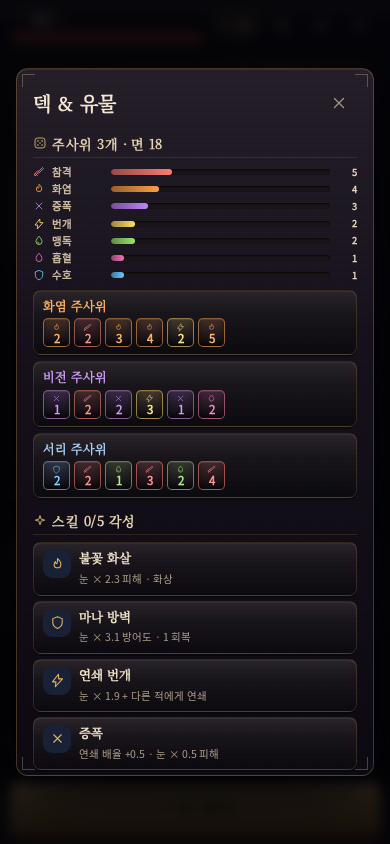 덱 & 유물
주사위 3개 · 면 18
참격 5
화염 4
증폭 3
번개 2
맹독 2
흡혈 1
수호 1
화염 주사위
2 2 3 4 2 5
비전 주사위
1 2 2 3 1 2
서리 주사위
2 2 1 3 2 4
스킬 0/5 각성
불꽃 화살
눈 × 2.3 피해 · 화상
마나 방벽
눈 × 3.1 방어도 · 1 회복
연쇄 번개
눈 × 1.9 + 다른 적에게 연쇄
증폭
연쇄 배율 +0.5 · 눈 × 0.5 피해